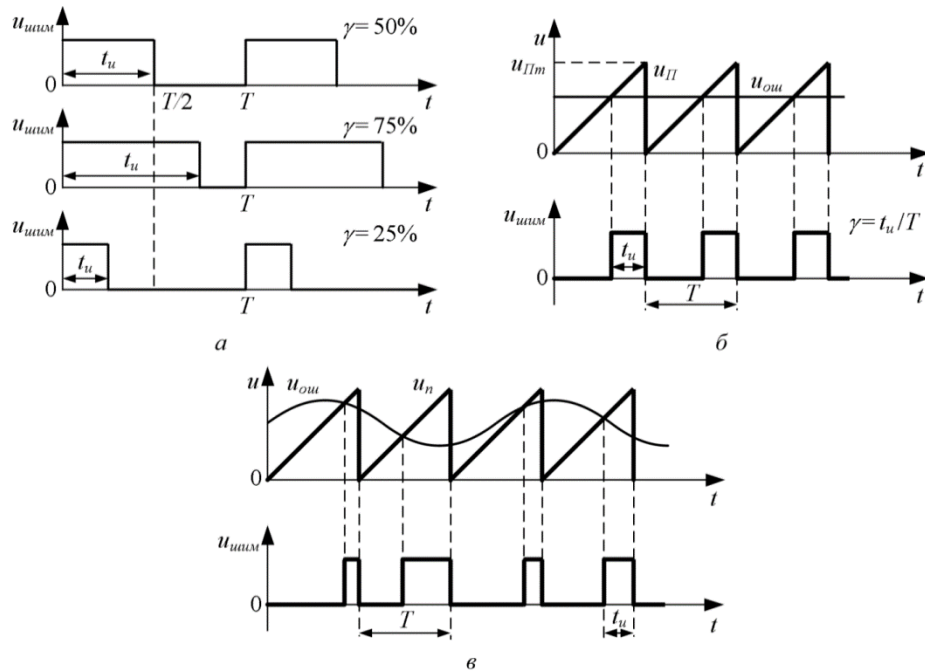 u_шим
γ = 50%
t_и
0
T/2
T
t
u_шим
γ = 75%
t_и
0
T
t
u_шим
γ = 25%
t_и
0
T
t
а
u
u_Пm
u_П
u_ош
0
t
u_шим
γ = t_и/T
t_и
0
T
t
б
u
u_ош
u_п
0
t
u_шим
0
T
t_и
t
в